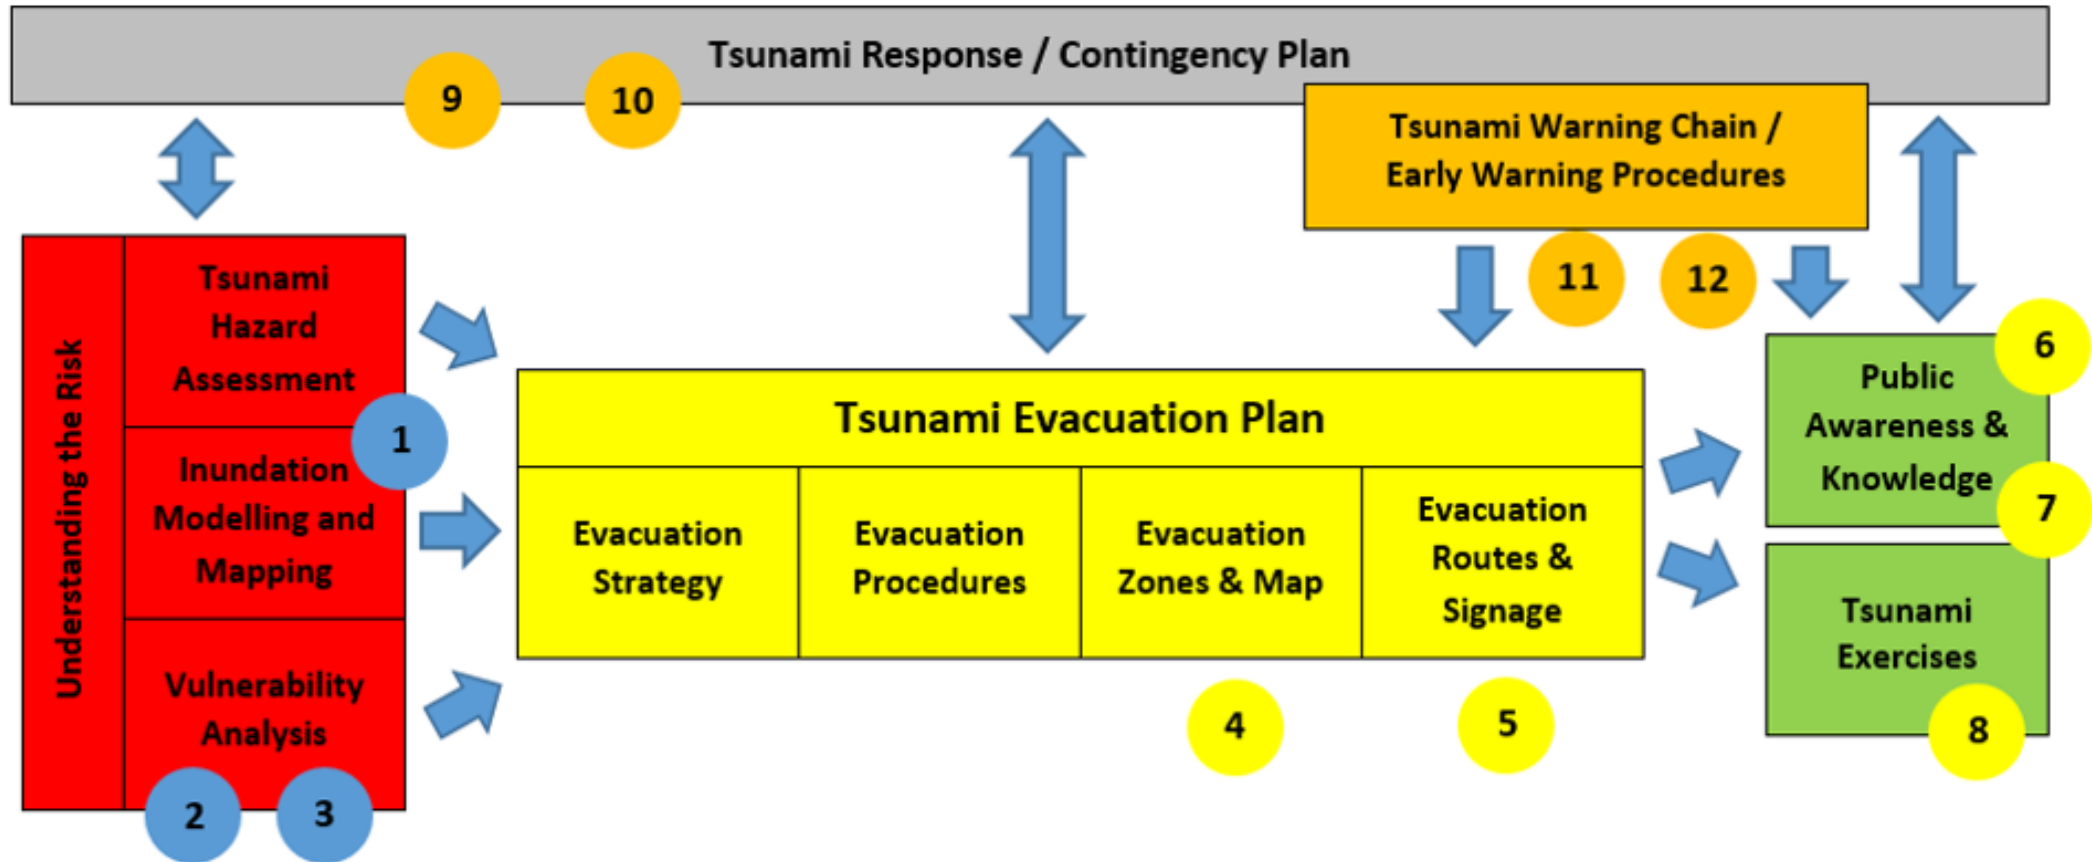 Tsunami Response / Contingency Plan
9
10
Tsunami Warning Chain /
Early Warning Procedures
11
12
Understanding the Risk
Tsunami
Hazard
Assessment
1
Inundation
Modelling and
Mapping
Vulnerability
Analysis
2
3
Tsunami Evacuation Plan
Evacuation
Strategy
Evacuation
Procedures
Evacuation
Zones & Map
Evacuation
Routes &
Signage
4
5
Public
Awareness &
Knowledge
6
7
Tsunami
Exercises
8